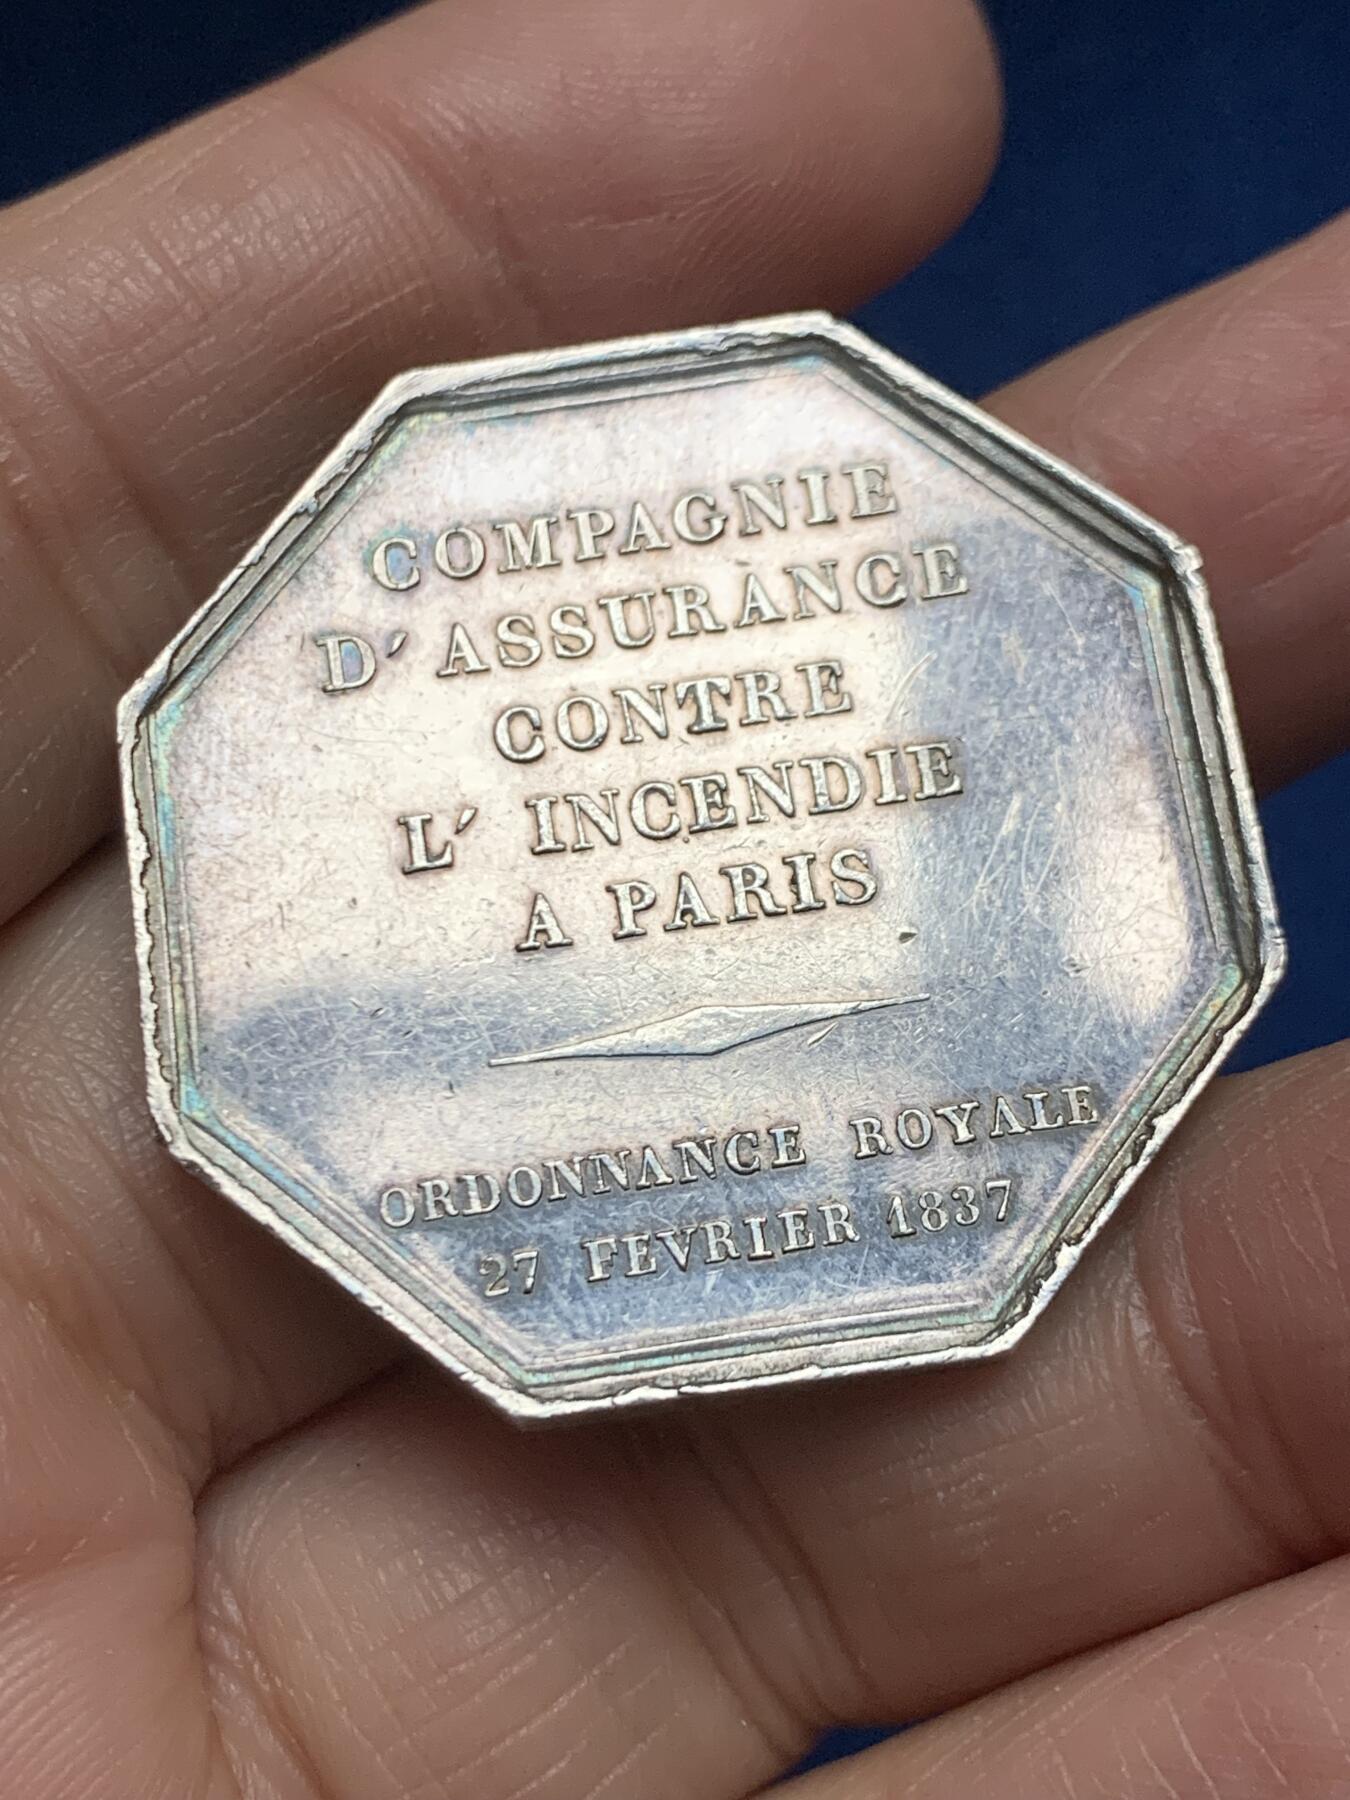 COMPAGNIE
D' ASSURANCE
CONTRE
L' INCENDIE
A PARIS
ORDONNANCE ROYALE
27 FEVRIER 1837